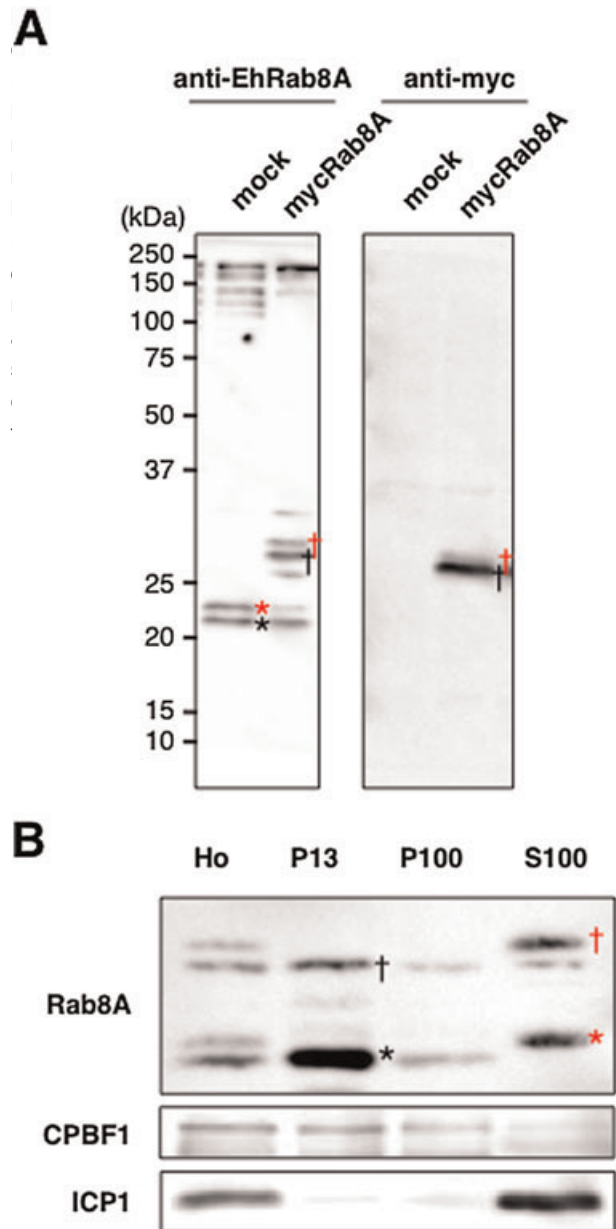 A
anti-EhRab8A anti-myc
mock mycRab8A mock mycRab8A
(kDa)
250
150
100
75
50
37
25
20
15
10
†
†
*
*
†
†
B
Ho P13 P100 S100
Rab8A
† †
* *
CPBF1
ICP1